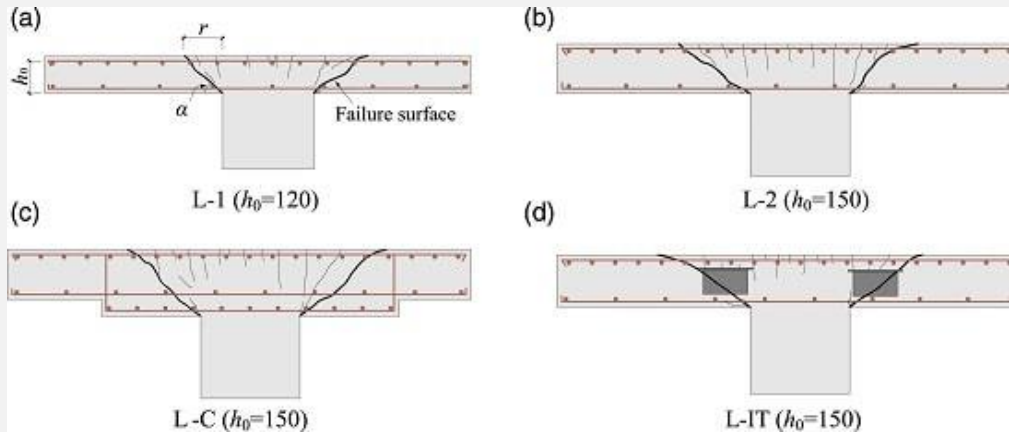 (a)
r
h₀
α
Failure surface
L-1 (h₀=120)
(b)
L-2 (h₀=150)
(c)
L -C (h₀=150)
(d)
L-IT (h₀=150)